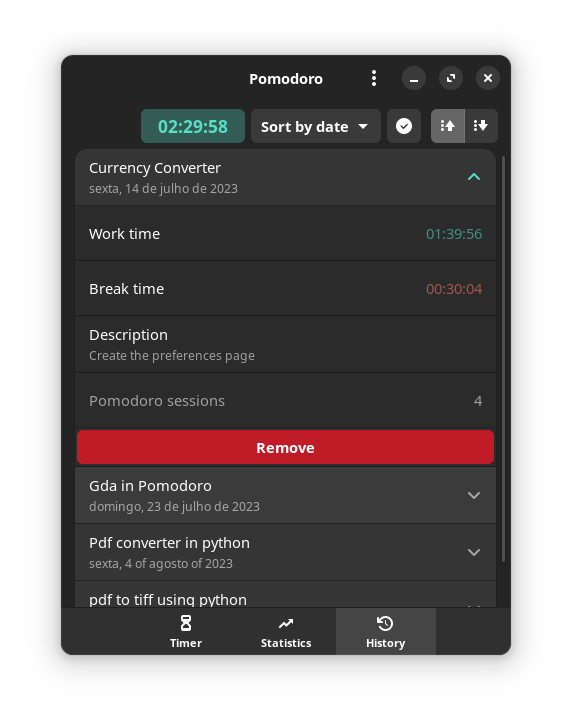 Pomodoro
02:29:58
Sort by date
Currency Converter
sexta, 14 de julho de 2023
Work time
01:39:56
Break time
00:30:04
Description
Create the preferences page
Pomodoro sessions
4
Remove
Gda in Pomodoro
domingo, 23 de julho de 2023
Pdf converter in python
sexta, 4 of agosto of 2023
pdf to tiff using python
Timer
Statistics
History